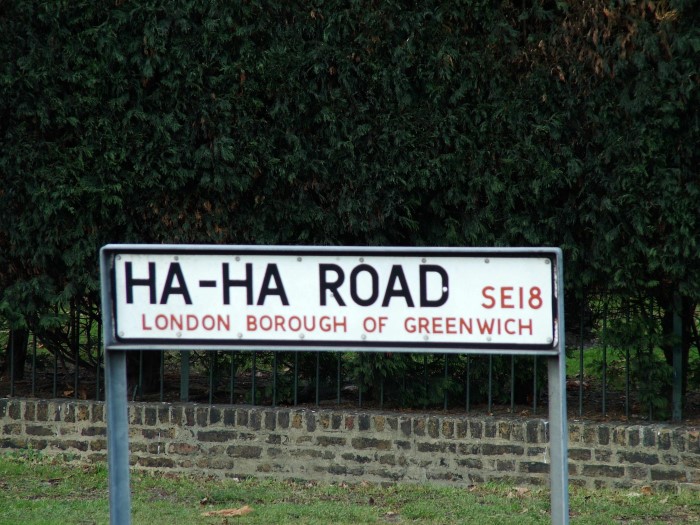 HA-HA ROAD SE18
LONDON BOROUGH OF GREENWICH